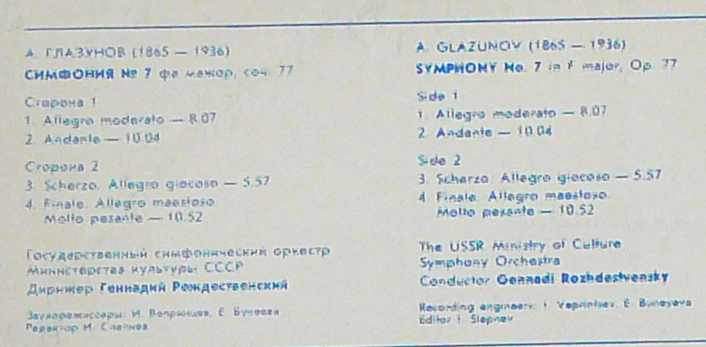 А. ГЛАЗУНОВ (1865 — 1936)
СИМФОНИЯ № 7 фа мажор, соч. 77
Сторона 1
1. Allegro moderato — 8.07
2. Andante — 10.04
Сторона 2
3. Scherzo. Allegro giocoso — 5.57
4. Finale. Allegro maestoso.
Molto pesante — 10.52
Государственный симфонический оркестр
Министерства культуры СССР
Дирижер Геннадий Рождественский
Звукорежиссеры: И. Вепринцев, Е. Бунеева
Редактор И. Слепнев
A. GLAZUNOV (1865 — 1936)
SYMPHONY No. 7 in F major, Op. 77
Side 1
1. Allegro moderato — 8.07
2. Andante — 10.04
Side 2
3. Scherzo. Allegro giocoso — 5.57
4. Finale. Allegro maestoso.
Molto pesante — 10.52
The USSR Ministry of Culture
Symphony Orchestra
Conductor Gennadi Rozhdestvensky
Recording engineers: I. Veprintsev, E. Buneyeva
Editor I. Slepnev